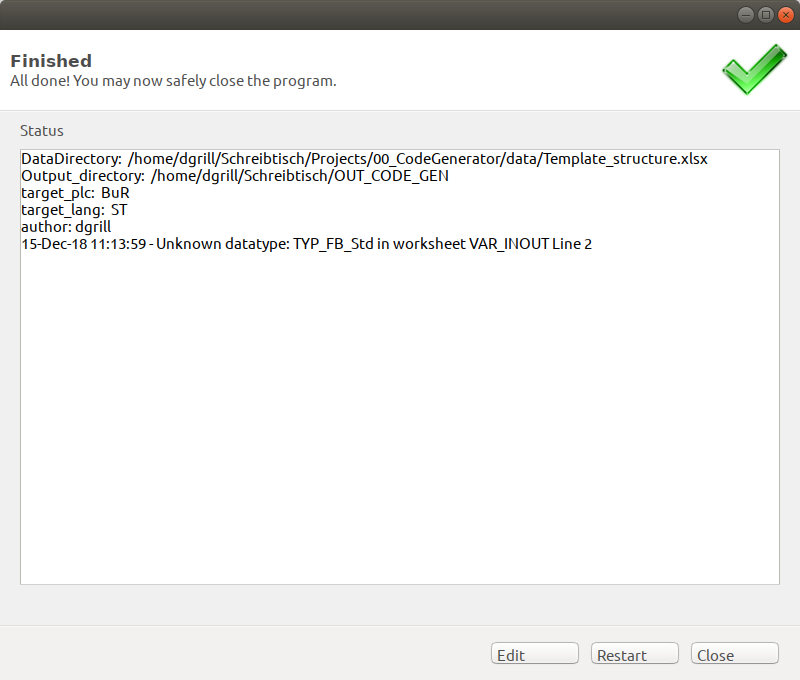 Finished
All done! You may now safely close the program.
Status
DataDirectory:  /home/dgrill/Schreibtisch/Projects/00_CodeGenerator/data/Template_structure.xlsx
Output_directory:  /home/dgrill/Schreibtisch/OUT_CODE_GEN
target_plc:  BuR
target_lang:  ST
author: dgrill
15-Dec-18 11:13:59 - Unknown datatype: TYP_FB_Std in worksheet VAR_INOUT Line 2
Edit
Restart
Close